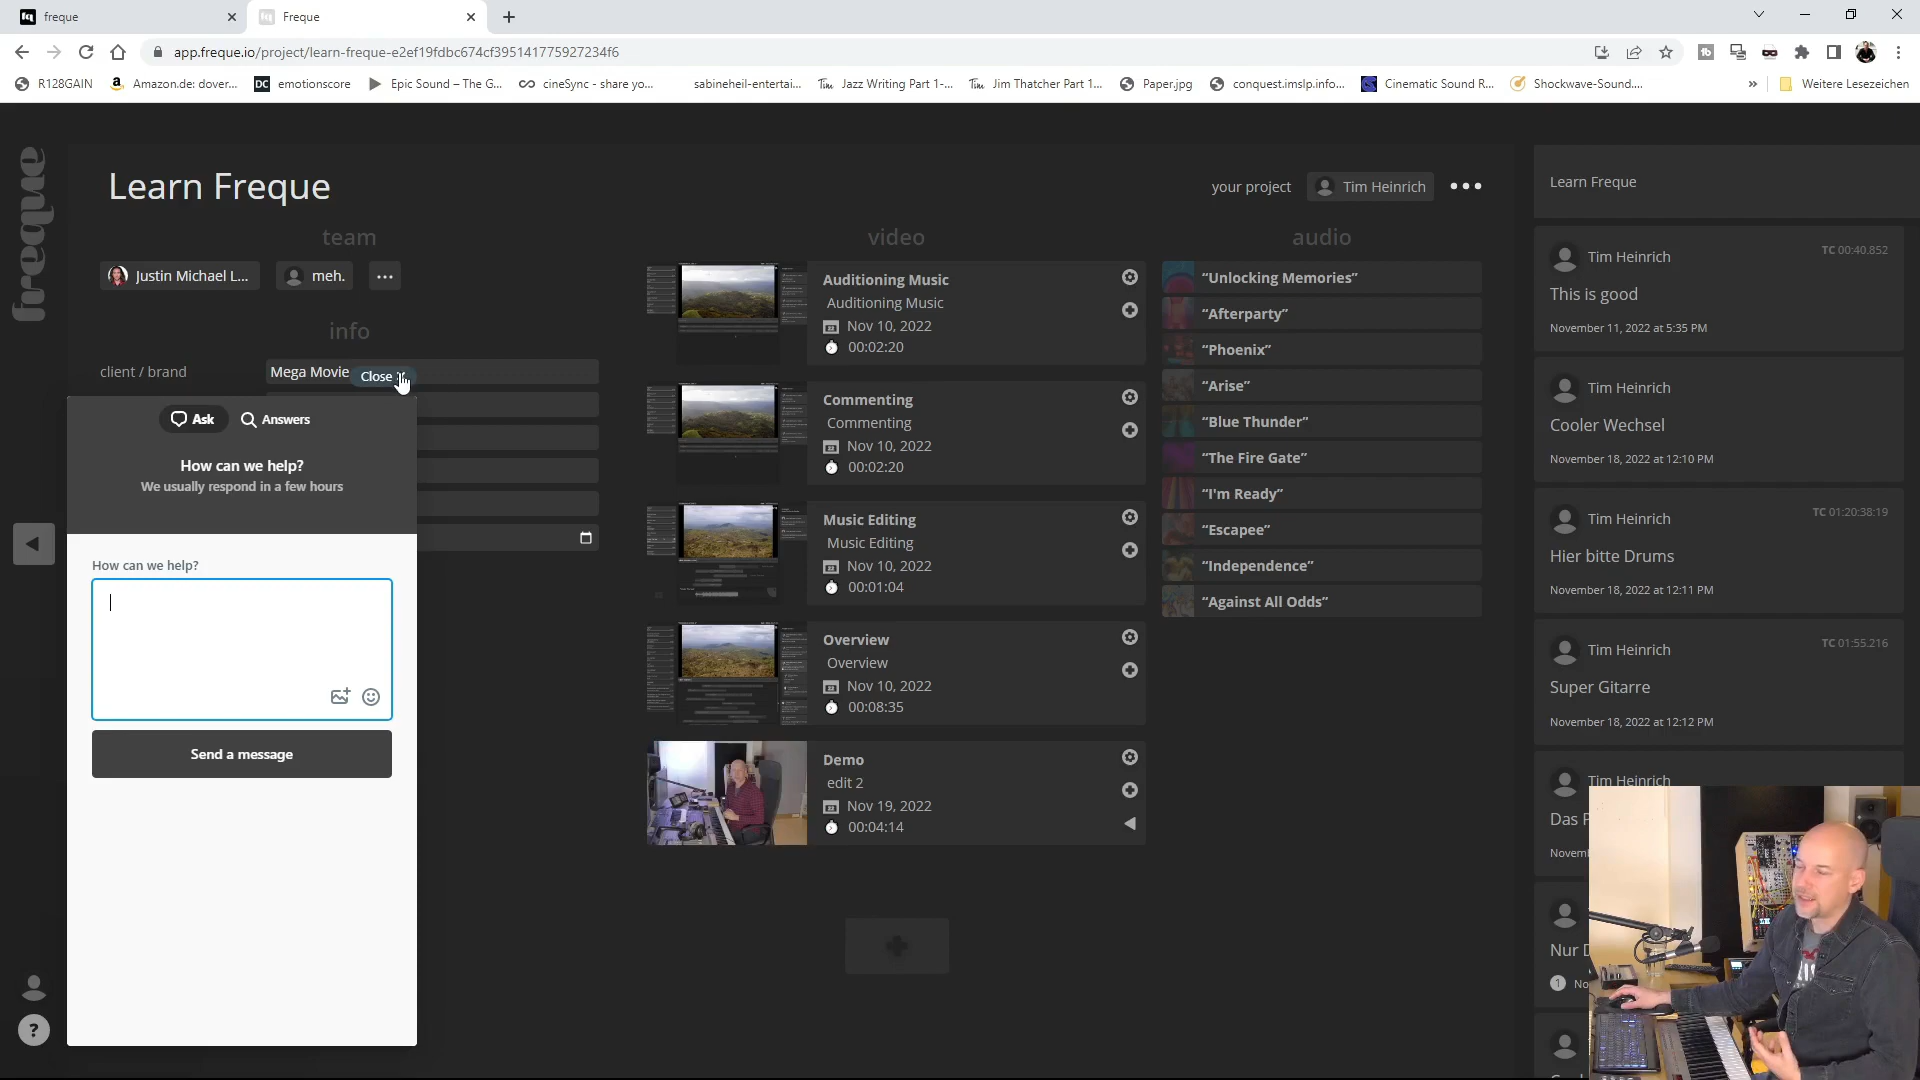 freque
Freque
app.freque.io/project/learn-freque-e2ef19fdbc674cf395141775927234f6
R128GAIN
Amazon.de: dover...
DC emotionscore
Epic Sound – The G...
cineSync - share yo...
sabineheil-entertai...
Jazz Writing Part 1-...
Jim Thatcher Part 1...
Paper.jpg
conquest.imslp.info...
Cinematic Sound R...
Shockwave-Sound....
»
Weitere Lesezeichen
freque
Learn Freque
your project
Tim Heinrich
team
Justin Michael L...
meh.
info
client / brand
Mega Movie
Close
Ask
Answers
How can we help?
We usually respond in a few hours
How can we help?
Send a message
?
video
Auditioning Music
Auditioning Music
Nov 10, 2022
00:02:20
Commenting
Commenting
Nov 10, 2022
00:02:20
Music Editing
Music Editing
Nov 10, 2022
00:01:04
Overview
Overview
Nov 10, 2022
00:08:35
Demo
edit 2
Nov 19, 2022
00:04:14
audio
“Unlocking Memories”
“Afterparty”
“Phoenix”
“Arise”
“Blue Thunder”
“The Fire Gate”
“I'm Ready”
“Escapee”
“Independence”
“Against All Odds”
Learn Freque
Tim Heinrich
TC 00:40.852
This is good
November 11, 2022 at 5:35 PM
Tim Heinrich
Cooler Wechsel
November 18, 2022 at 12:10 PM
Tim Heinrich
TC 01:20:38:19
Hier bitte Drums
November 18, 2022 at 12:11 PM
Tim Heinrich
TC 01:55.216
Super Gitarre
November 18, 2022 at 12:12 PM
Tim Heinrich
Das
Nur
1